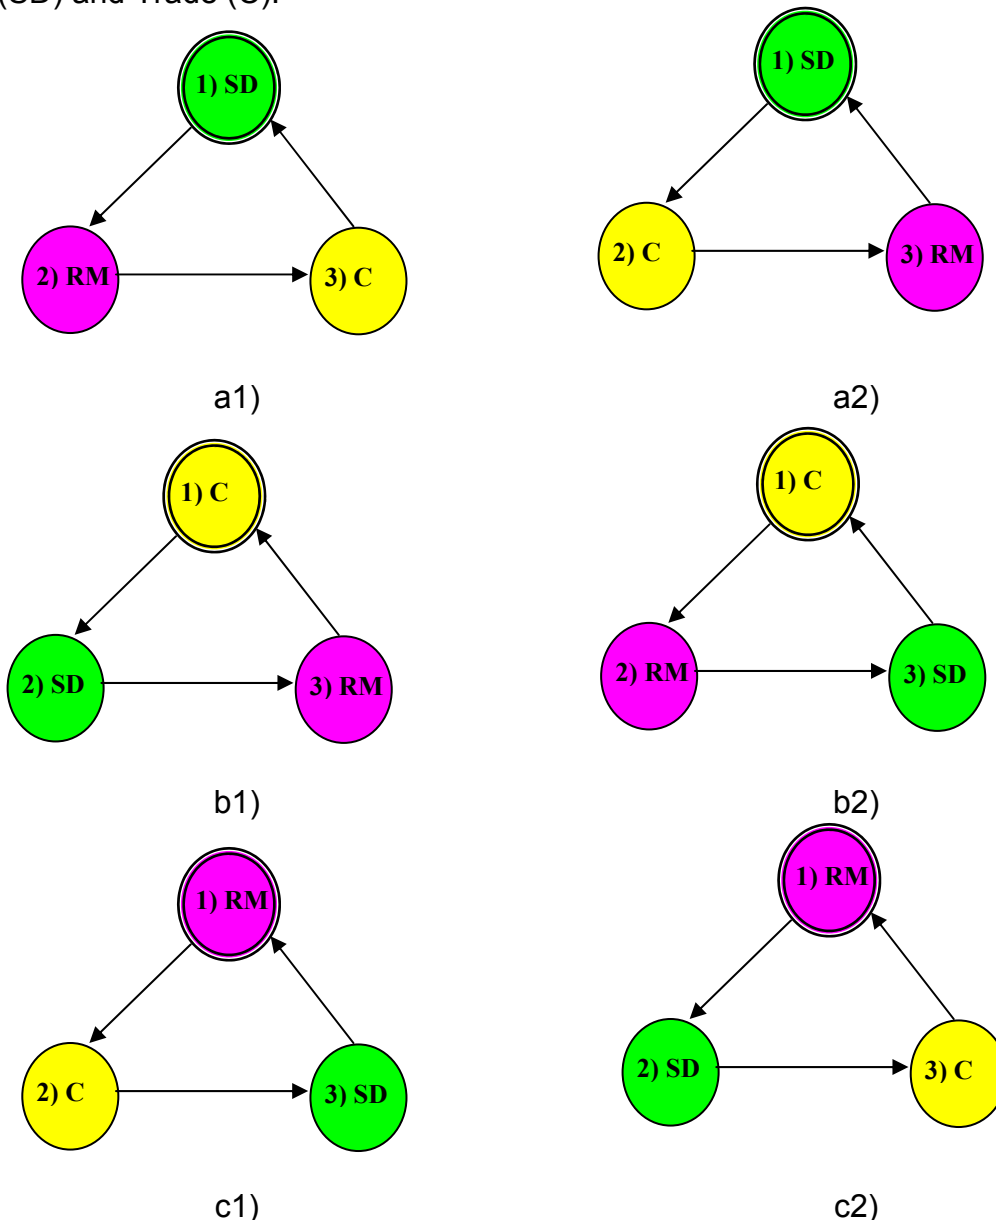 (SD) and Trade (C).
1) SD
1) SD
2) RM
3) C
2) C
3) RM
a1)
a2)
1) C
1) C
2) SD
3) RM
2) RM
3) SD
b1)
b2)
1) RM
1) RM
2) C
3) SD
2) SD
3) C
c1)
c2)